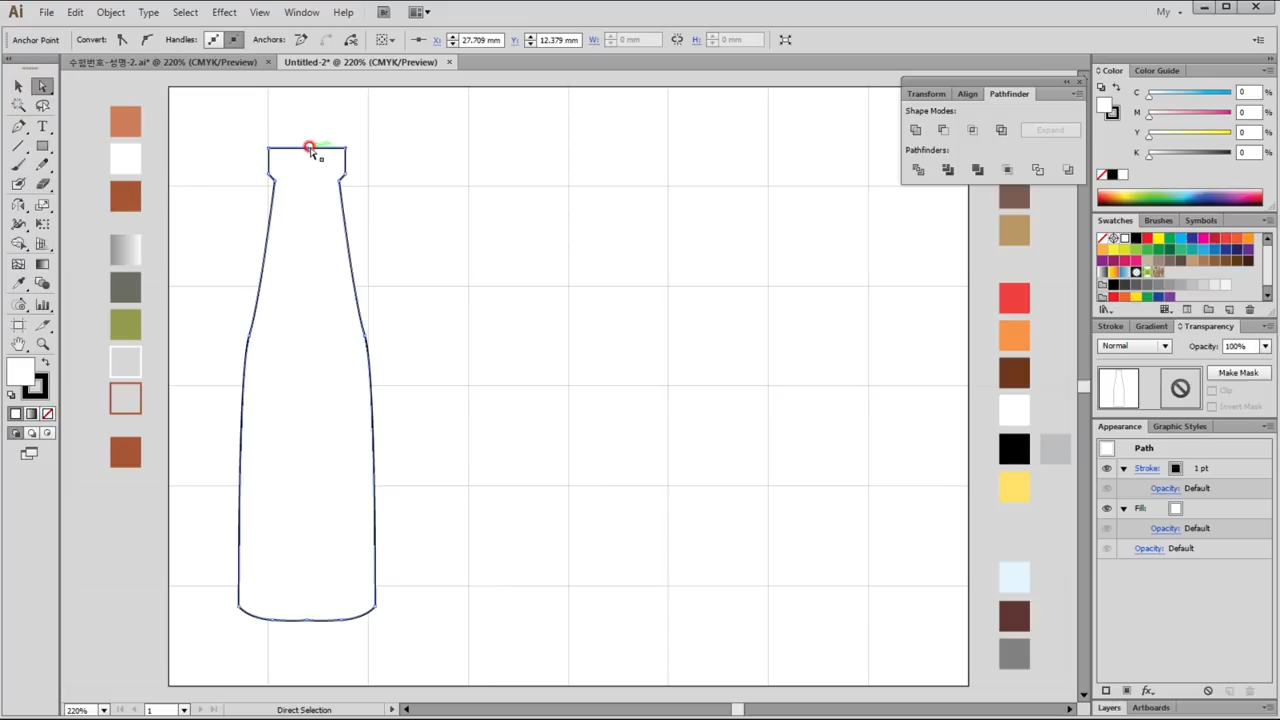 Ai File Edit Object Type Select Effect View Window Help Br My
Anchor Point Convert: Handles: Anchors: X: 27.709 mm Y: 12.379 mm W: 0 mm H: 0 mm
수험번호-성명-2.ai* @ 220% (CMYK/Preview) Untitled-2* @ 220% (CMYK/Preview)
Color Color Guide
C 0 %
M 0 %
Y 0 %
K 0 %
Transform Align Pathfinder
Shape Modes:
Expand
Pathfinders:
Swatches Brushes Symbols
Stroke Gradient Transparency
Normal Opacity: 100%
Make Mask
Clip
Invert Mask
Appearance Graphic Styles
Path
Stroke: 1 pt
Opacity: Default
Fill:
Opacity: Default
Opacity: Default
fx
Layers Artboards
220% 1 Direct Selection